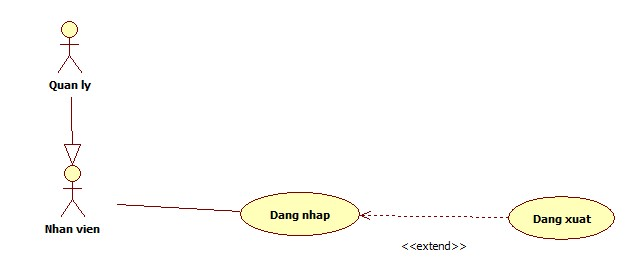 Quan ly
Nhan vien
Dang nhap
Dang xuat
<<extend>>